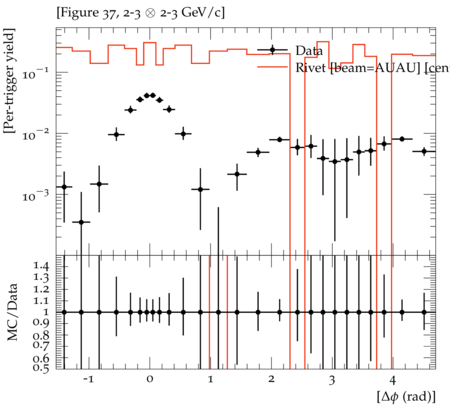 [Figure 37, 2-3 ⊗ 2-3 GeV/c]
[Per-trigger yield]
10⁻¹
10⁻²
10⁻³
Data
Rivet [beam=AUAU] [cen
MC/Data
1.4
1.3
1.2
1.1
1
0.9
0.8
0.7
0.6
0.5
-1 0 1 2 3 4
[Δϕ (rad)]